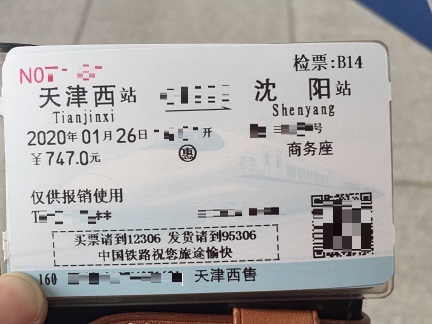 检票:B14
天津西站 沈阳站
Tianjinxi Shenyang
2020年01月26日 开 号
￥747.0元 惠 商务座
仅供报销使用
买票请到12306 发货请到95306
中国铁路祝您旅途愉快
160 天津西售